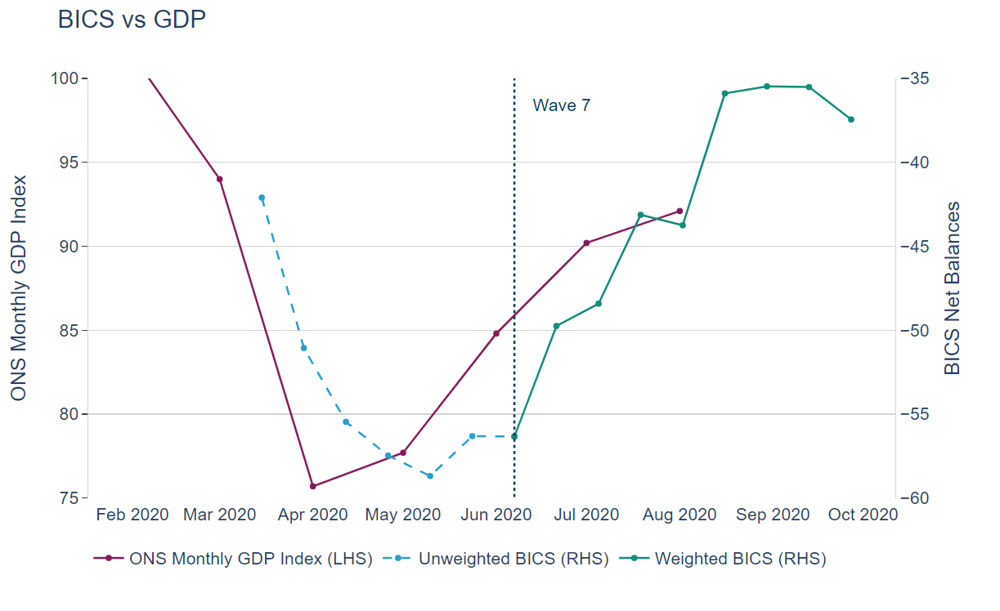 BICS vs GDP
100
95
90
85
80
75
ONS Monthly GDP Index
−35
−40
−45
−50
−55
−60
BICS Net Balances
Wave 7
Feb 2020 Mar 2020 Apr 2020 May 2020 Jun 2020 Jul 2020 Aug 2020 Sep 2020 Oct 2020
ONS Monthly GDP Index (LHS) Unweighted BICS (RHS) Weighted BICS (RHS)